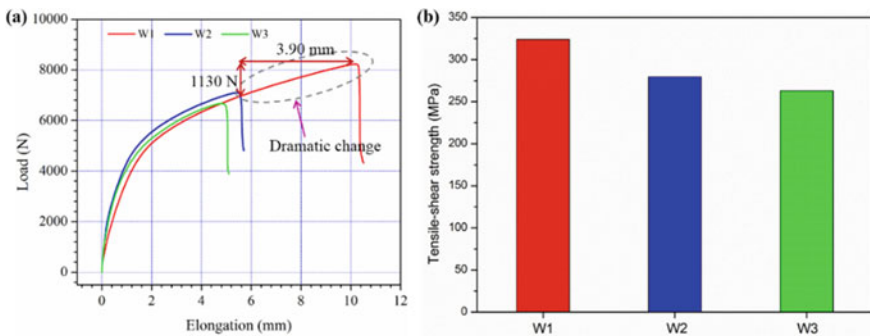 (a)
W1 W2 W3
3.90 mm
1130 N
Dramatic change
Load (N)
10000
8000
6000
4000
2000
0
0 2 4 6 8 10 12
Elongation (mm)
(b)
Tensile-shear strength (MPa)
350
300
250
200
150
100
50
0
W1 W2 W3